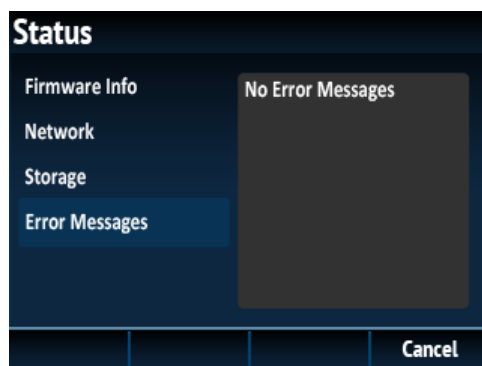 Status
Firmware Info
Network
Storage
Error Messages
No Error Messages
Cancel